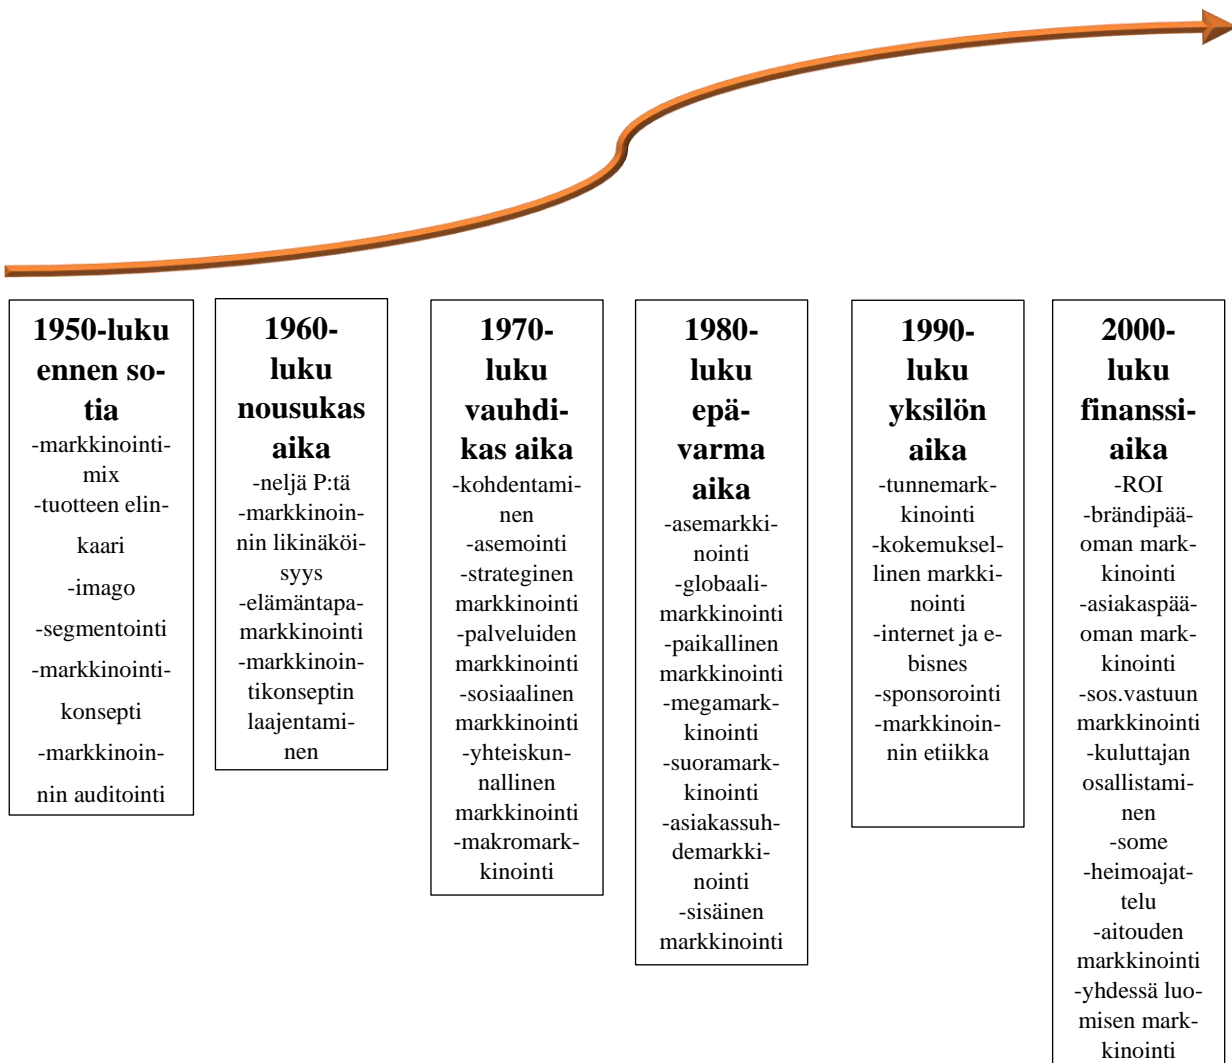 1950-luku
ennen so-
tia
-markkinointi-
mix
-tuotteen elin-
kaari
-imago
-segmentointi
-markkinointi-
konsepti
-markkinoin-
nin auditointi
1960-
luku
nousukas
aika
-neljä P:tä
-markkinoin-
nin likinäköi-
syys
-elämäntapa-
markkinointi
-markkinoin-
tikonseptin
laajentami-
nen
1970-
luku
vauhdi-
kas aika
-kohdentami-
nen
-asemointi
-strateginen
markkinointi
-palveluiden
markkinointi
-sosiaalinen
markkinointi
-yhteiskun-
nallinen
markkinointi
-makromark-
kinointi
1980-
luku
epä-
varma
aika
-asemarkki-
nointi
-globaali-
markkinointi
-paikallinen
markkinointi
-megamark-
kinointi
-suoramark-
kinointi
-asiakassuh-
demarkki-
nointi
-sisäinen
markkinointi
1990-
luku
yksilön
aika
-tunnemark-
kinointi
-kokemuksel-
linen markki-
nointi
-internet ja e-
bisnes
-sponsorointi
-markkinoin-
nin etiikka
2000-
luku
finanssi-
aika
-ROI
-brändipää-
oman mark-
kinointi
-asiakaspää-
oman mark-
kinointi
-sos.vastuun
markkinointi
-kuluttajan
osallistami-
nen
-some
-heimoajat-
telu
-aitouden
markkinointi
-yhdessä luo-
misen mark-
kinointi